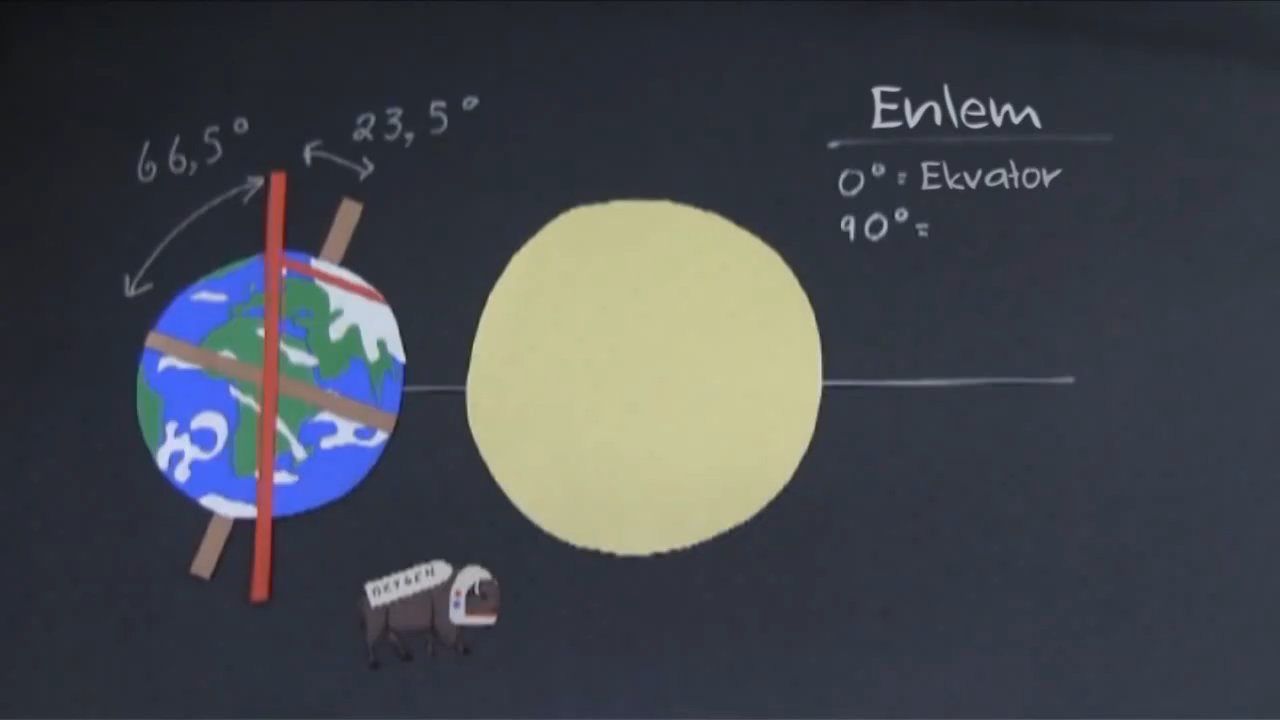 66,5°
23,5°
Enlem
0° = Ekvator
90° =
OXYGEN